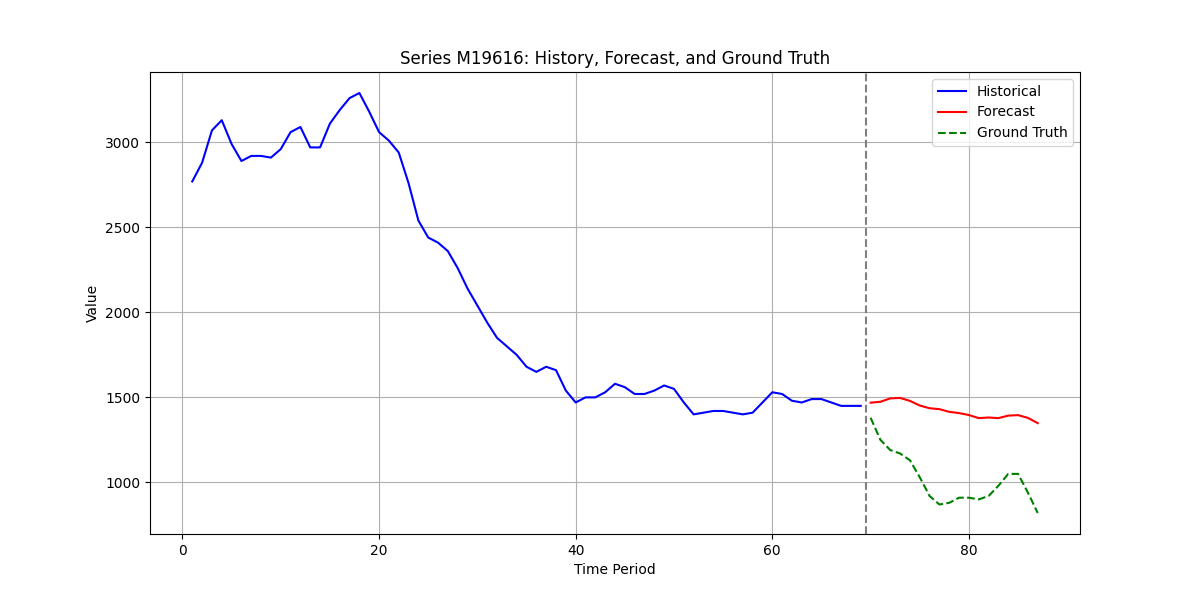 Series M19616: History, Forecast, and Ground Truth
Historical
Forecast
Ground Truth
Value
3000
2500
2000
1500
1000
0 20 40 60 80
Time Period